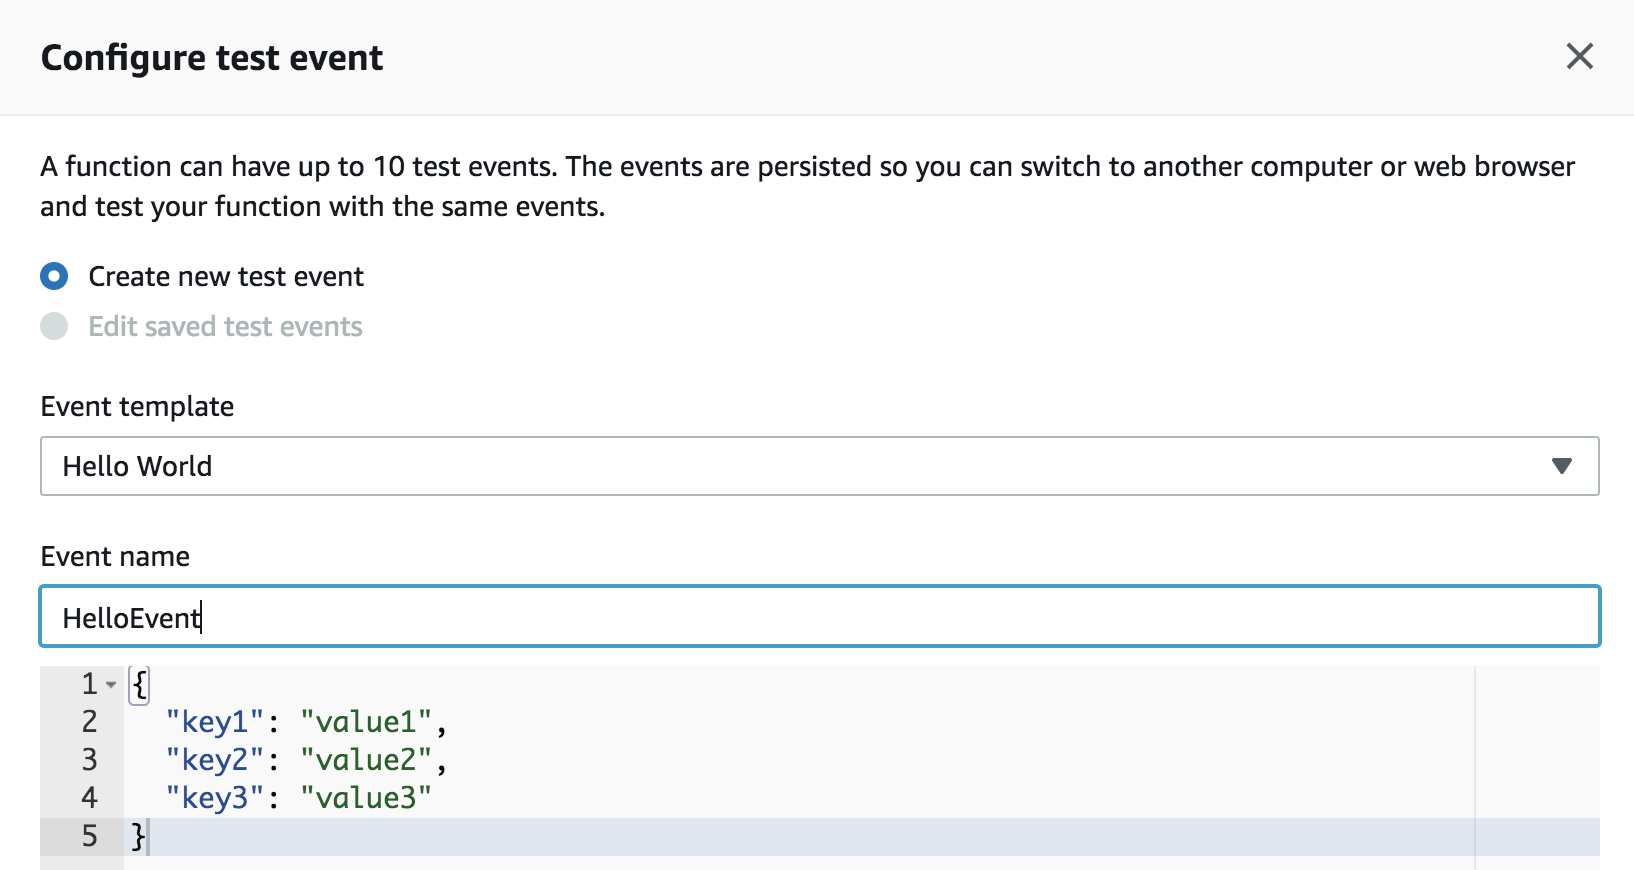 Configure test event
A function can have up to 10 test events. The events are persisted so you can switch to another computer or web browser
and test your function with the same events.
Create new test event
Edit saved test events
Event template
Hello World
Event name
HelloEvent
1 {
2 "key1": "value1",
3 "key2": "value2",
4 "key3": "value3"
5 }